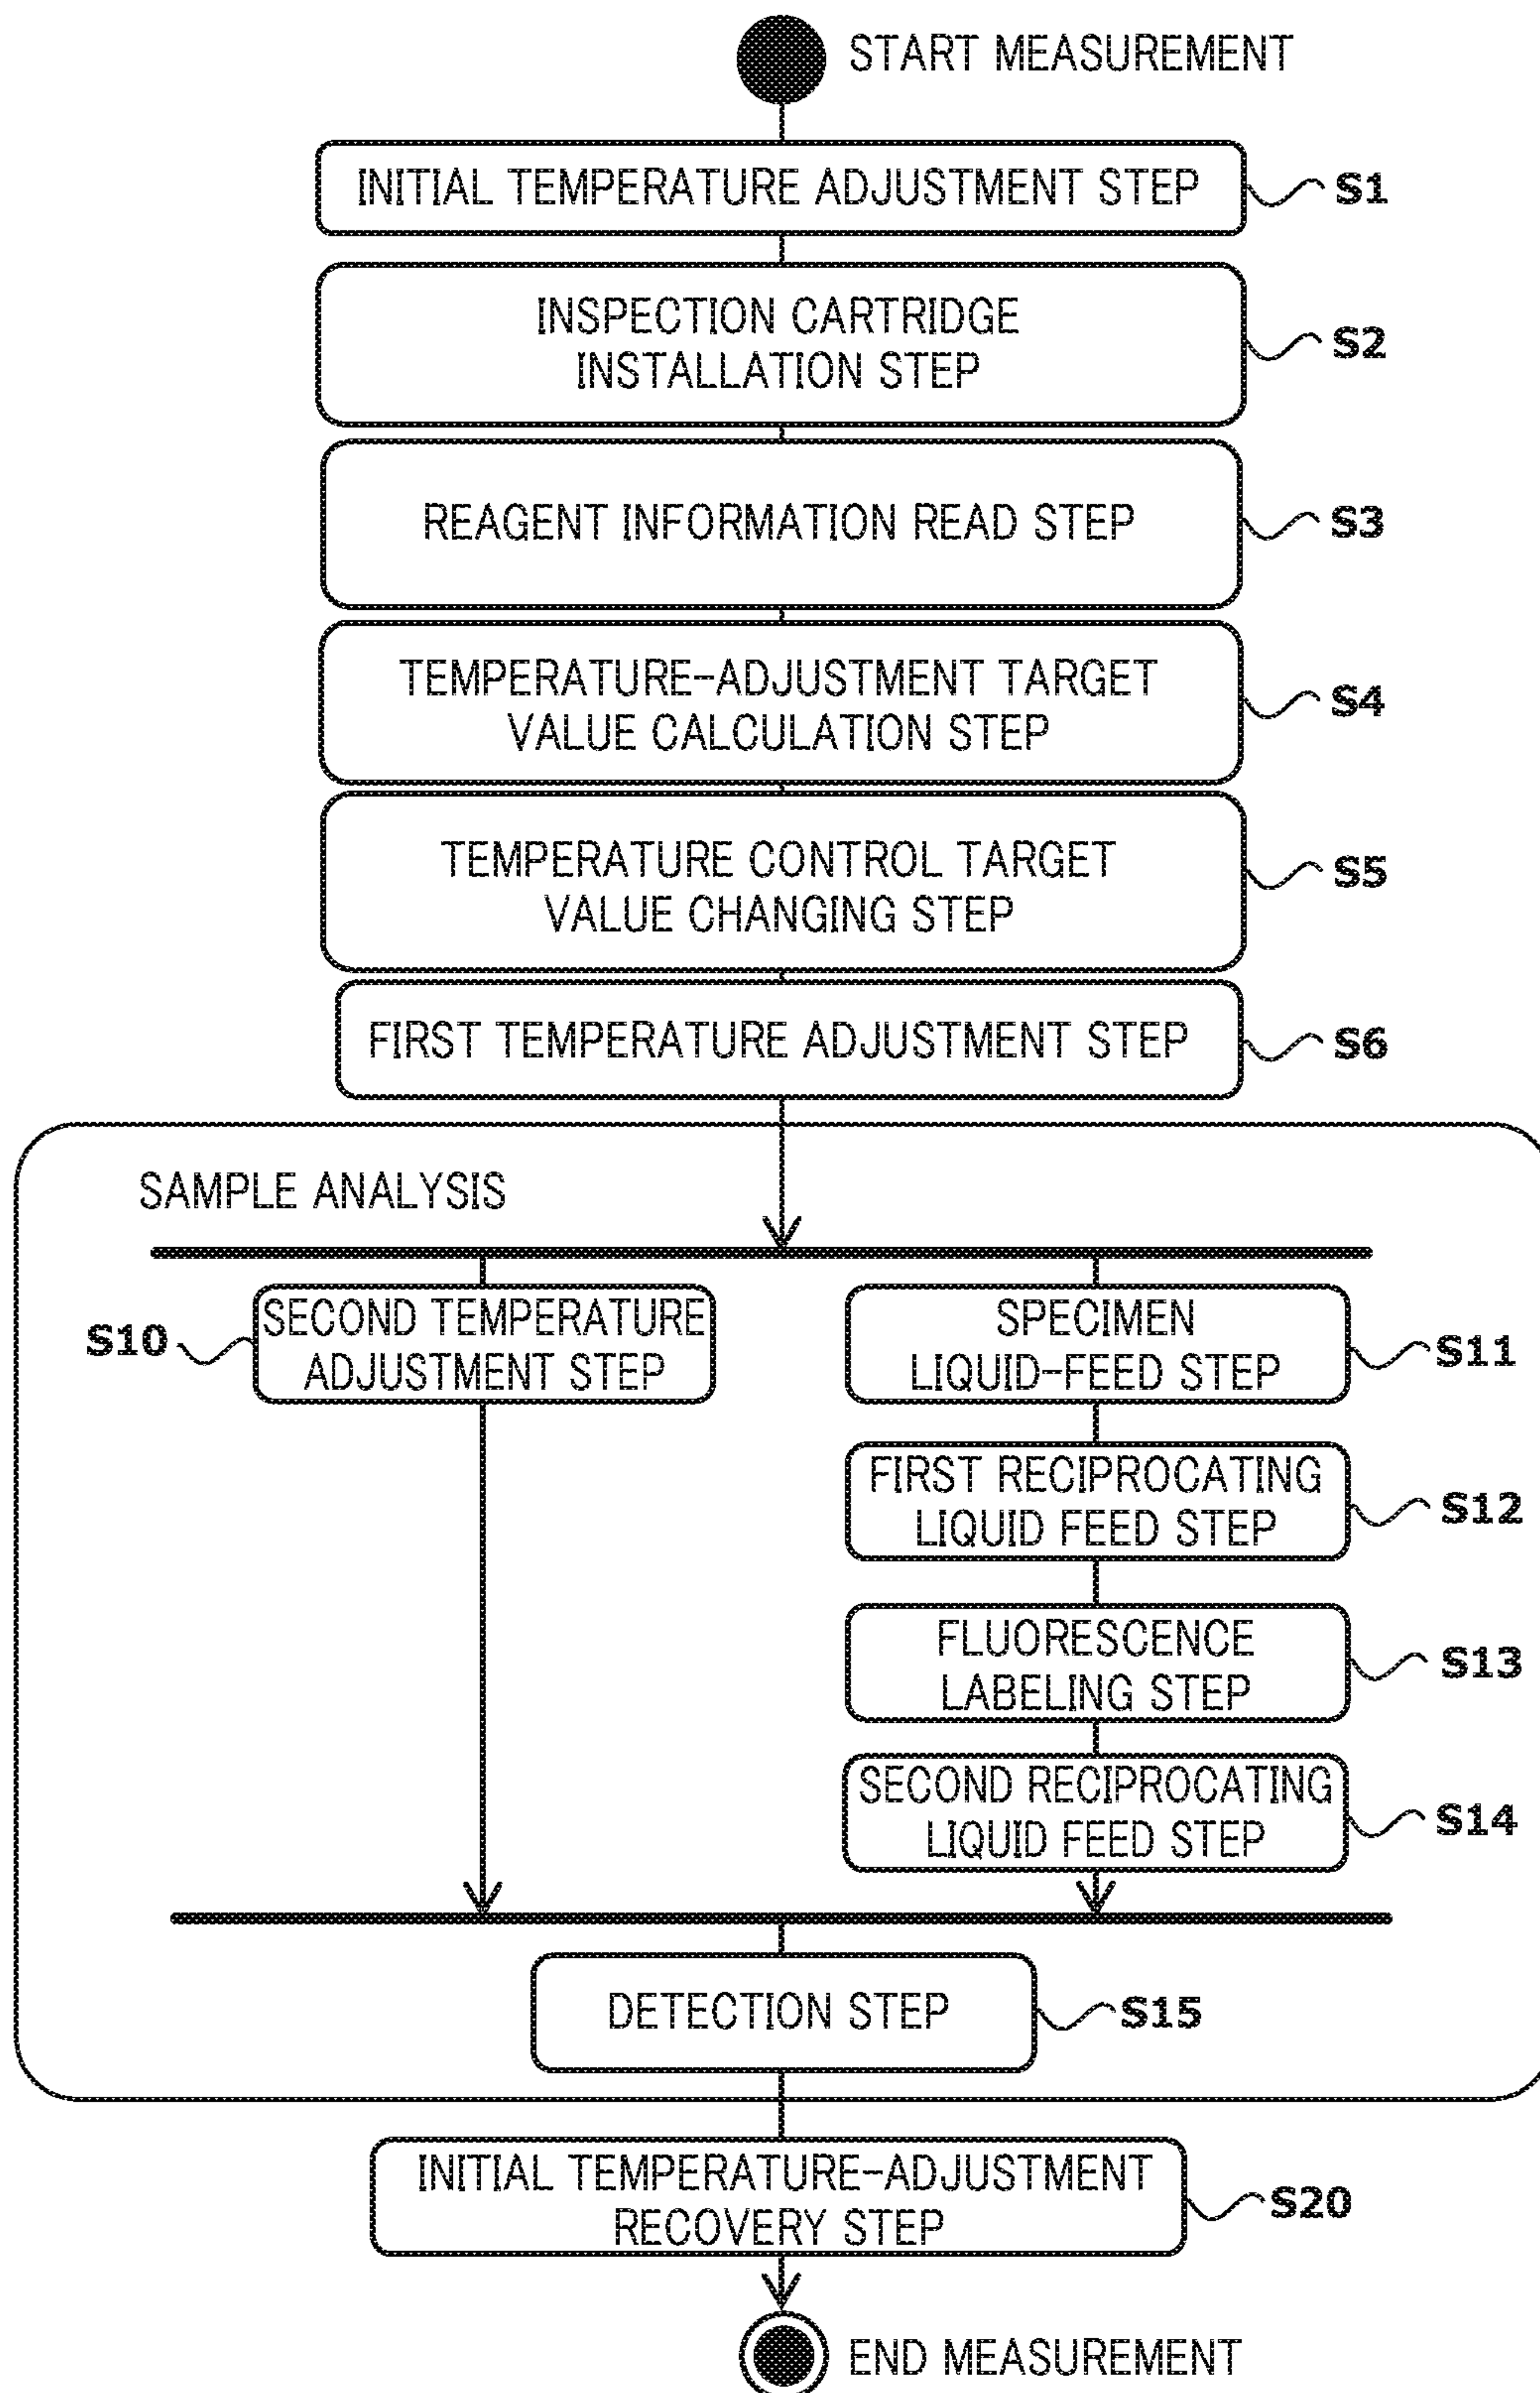 START MEASUREMENT
INITIAL TEMPERATURE ADJUSTMENT STEP
S1
INSPECTION CARTRIDGE
INSTALLATION STEP
S2
REAGENT INFORMATION READ STEP
S3
TEMPERATURE-ADJUSTMENT TARGET
VALUE CALCULATION STEP
S4
TEMPERATURE CONTROL TARGET
VALUE CHANGING STEP
S5
FIRST TEMPERATURE ADJUSTMENT STEP
S6
SAMPLE ANALYSIS
S10
SECOND TEMPERATURE
ADJUSTMENT STEP
SPECIMEN
LIQUID-FEED STEP
S11
FIRST RECIPROCATING
LIQUID FEED STEP
S12
FLUORESCENCE
LABELING STEP
S13
SECOND RECIPROCATING
LIQUID FEED STEP
S14
DETECTION STEP
S15
INITIAL TEMPERATURE-ADJUSTMENT
RECOVERY STEP
S20
END MEASUREMENT